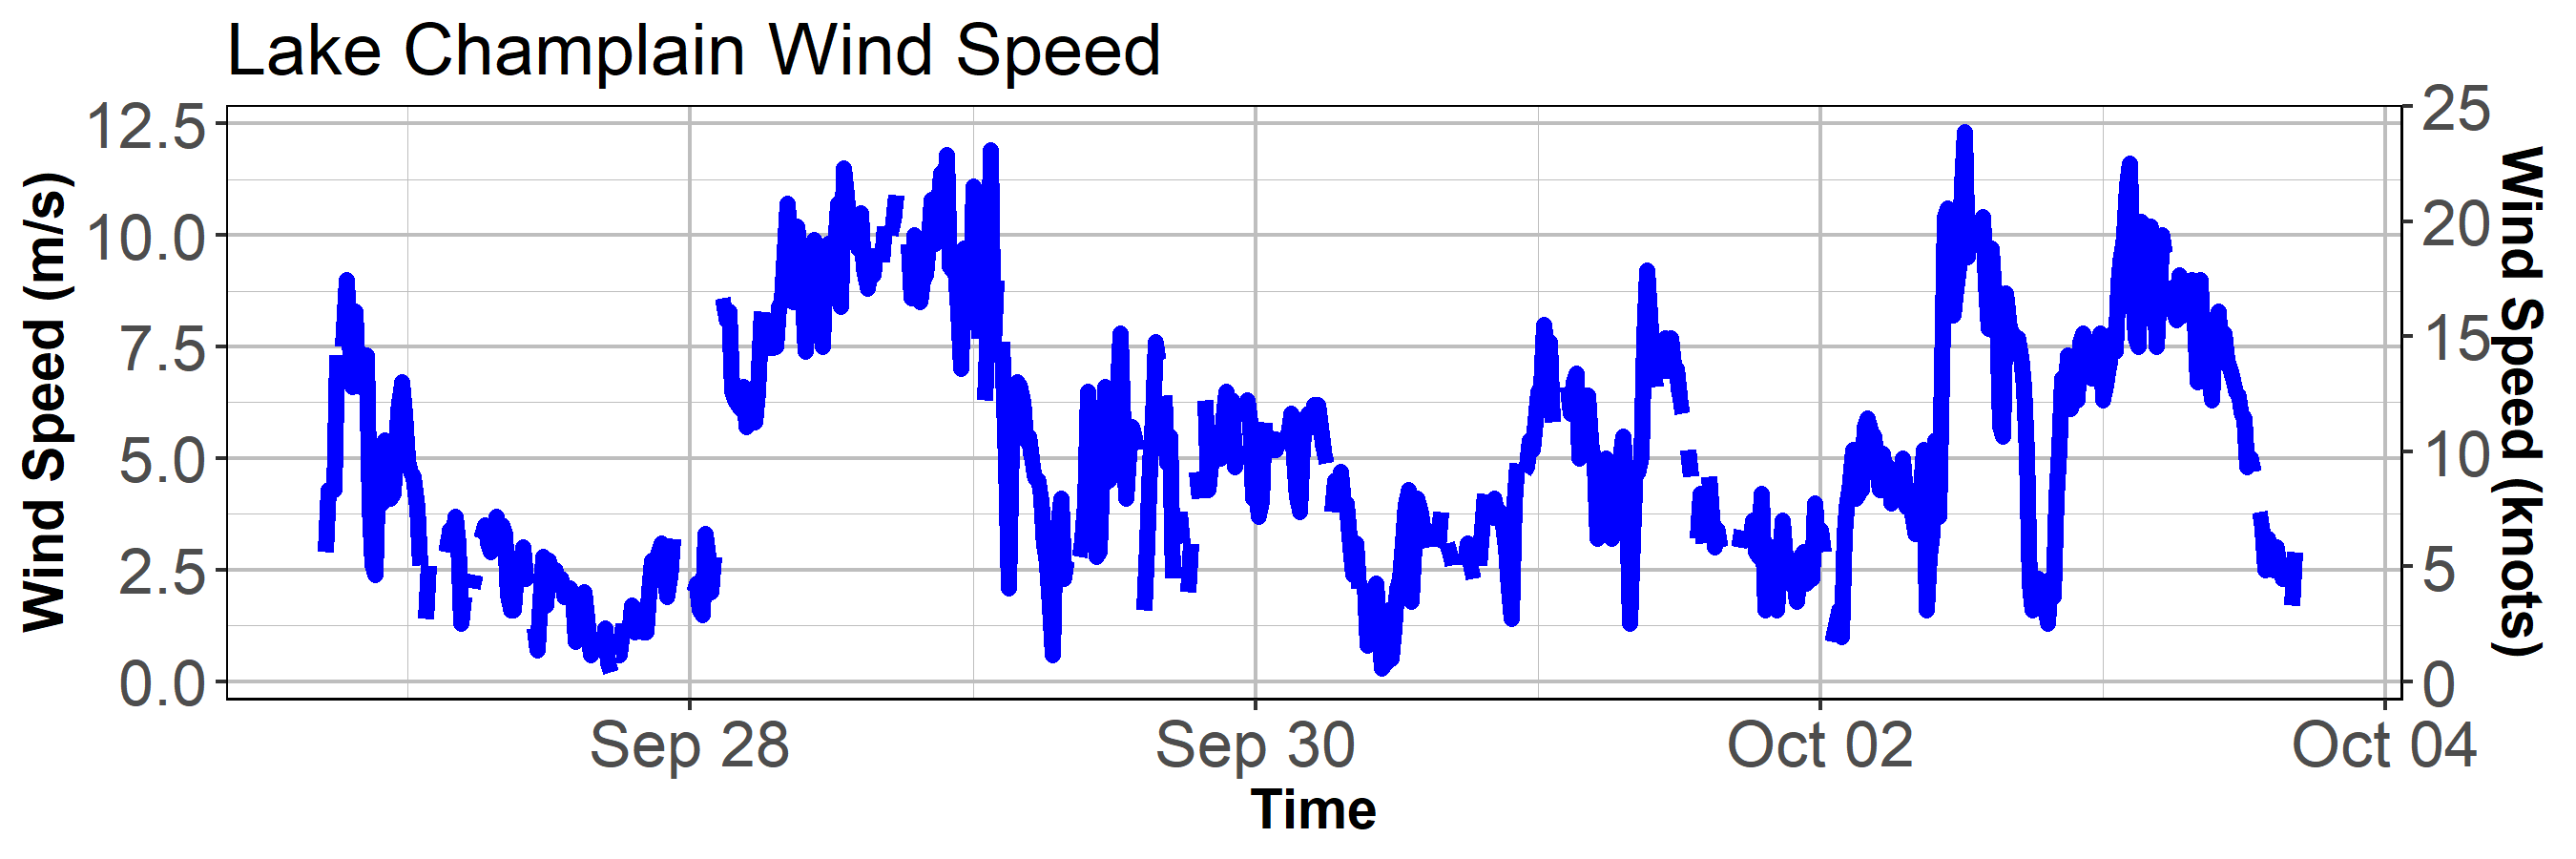 Lake Champlain Wind Speed
Wind Speed (m/s)
12.5
10.0
7.5
5.0
2.5
0.0
25
20
15
10
5
0
Wind Speed (knots)
Sep 28
Sep 30
Oct 02
Oct 04
Time